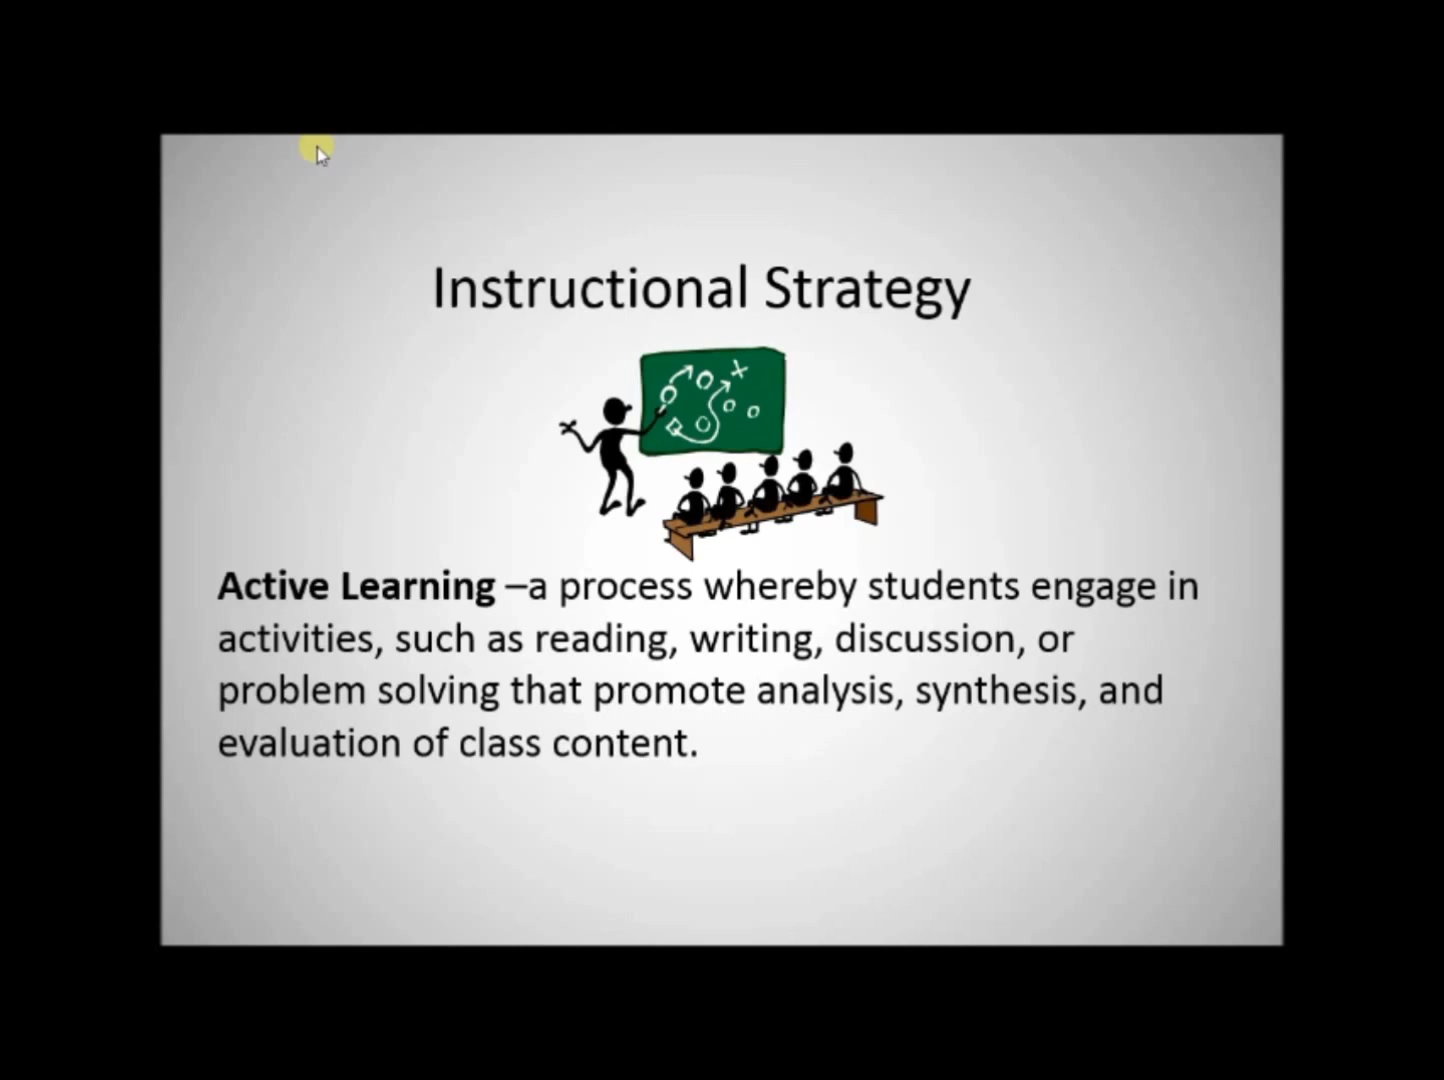 Instructional Strategy
Active Learning –a process whereby students engage in
activities, such as reading, writing, discussion, or
problem solving that promote analysis, synthesis, and
evaluation of class content.